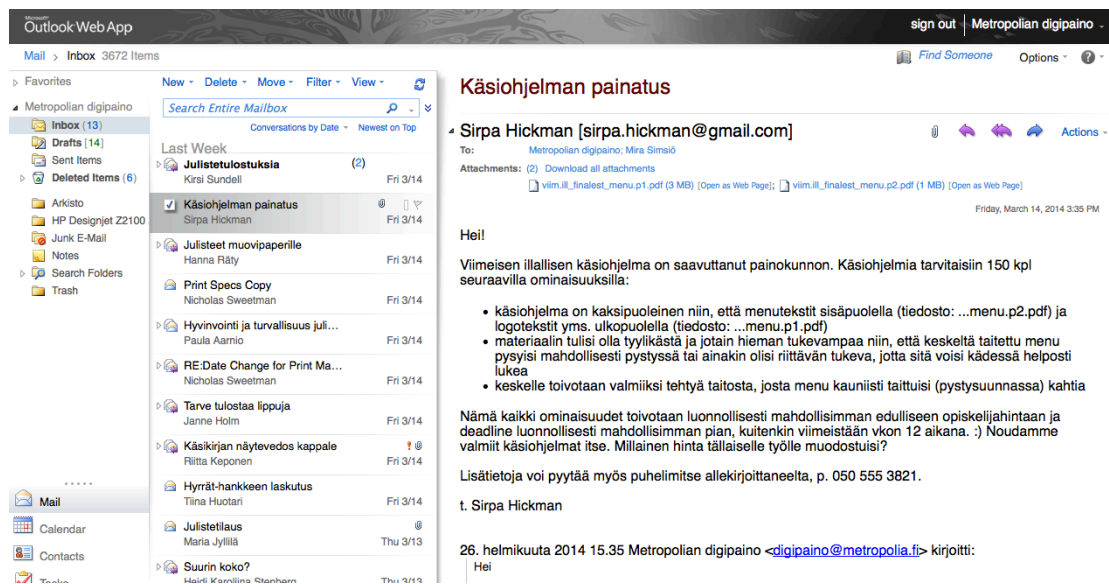 Microsoft
Outlook Web App
sign out Metropolian digipaino
Mail > Inbox 3672 Items
Find Someone Options
Favorites
Metropolian digipaino
Inbox (13)
Drafts [14]
Sent Items
Deleted Items (6)
Arkisto
HP Designjet Z2100
Junk E-Mail
Notes
Search Folders
Trash
Mail
Calendar
Contacts
Tasks
New Delete Move Filter View
Search Entire Mailbox
Conversations by Date Newest on Top
Last Week
Julistetulostuksia (2)
Kirsi Sundell Fri 3/14
Käsiohjelman painatus
Sirpa Hickman Fri 3/14
Julisteet muovipaperille
Hanna Räty Fri 3/14
Print Specs Copy
Nicholas Sweetman Fri 3/14
Hyvinvointi ja turvallisuus juli...
Paula Aarnio Fri 3/14
RE:Date Change for Print Ma...
Nicholas Sweetman Fri 3/14
Tarve tulostaa lippuja
Janne Holm Fri 3/14
Käsikirjan näytevedos kappale
Riitta Keponen Fri 3/14
Hyrrät-hankkeen laskutus
Tiina Huotari Fri 3/14
Julistetilaus
Maria Jyllilä Thu 3/13
Suurin koko?
Heidi Karoliina Stenberg Thu 3/13
Käsiohjelman painatus
Sirpa Hickman [sirpa.hickman@gmail.com]
Actions
To: Metropolian digipaino; Mira Simsiö
Attachments: (2) Download all attachments
viim.ill_finalest_menu.p1.pdf (3 MB) [Open as Web Page]; viim.ill_finalest_menu.p2.pdf (1 MB) [Open as Web Page]
Friday, March 14, 2014 3:35 PM
Hei!
Viimeisen illallisen käsiohjelma on saavuttanut painokunnon. Käsiohjelmia tarvitaisiin 150 kpl
seuraavilla ominaisuuksilla:
• käsiohjelma on kaksipuoleinen niin, että menutekstit sisäpuolella (tiedosto: ...menu.p2.pdf) ja
logotekstit yms. ulkopuolella (tiedosto: ...menu.p1.pdf)
• materiaalin tulisi olla tyylikästä ja jotain hieman tukevampaa niin, että keskeltä taitettu menu
pysyisi mahdollisesti pystyssä tai ainakin olisi riittävän tukeva, jotta sitä voisi kädessä helposti
lukea
• keskelle toivotaan valmiiksi tehtyä taitosta, josta menu kauniisti taittuisi (pystysuunnassa) kahtia
Nämä kaikki ominaisuudet toivotaan luonnollisesti mahdollisimman edulliseen opiskelijahintaan ja
deadline luonnollisesti mahdollisimman pian, kuitenkin viimeistään vkon 12 aikana. :) Noudamme
valmiit käsiohjelmat itse. Millainen hinta tällaiselle työlle muodostuisi?
Lisätietoja voi pyytää myös puhelimitse allekirjoittaneelta, p. 050 555 3821.
t. Sirpa Hickman
26. helmikuuta 2014 15.35 Metropolian digipaino <digipaino@metropolia.fi> kirjoitti:
Hei